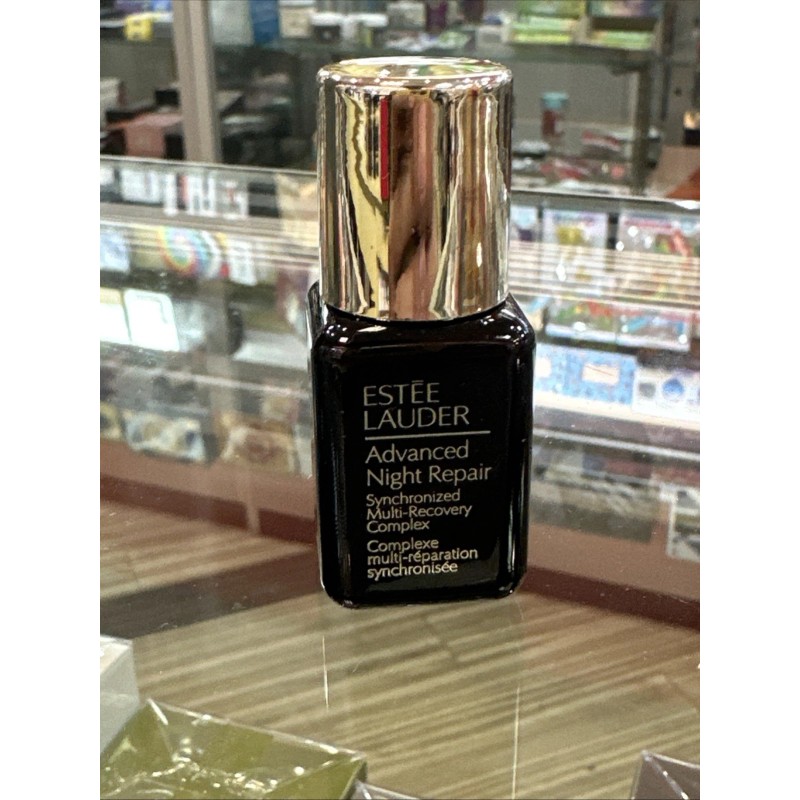 ESTĒE
LAUDER
Advanced
Night Repair
Synchronized
Multi-Recovery
Complex
Complexe
multi-réparation
synchronisée